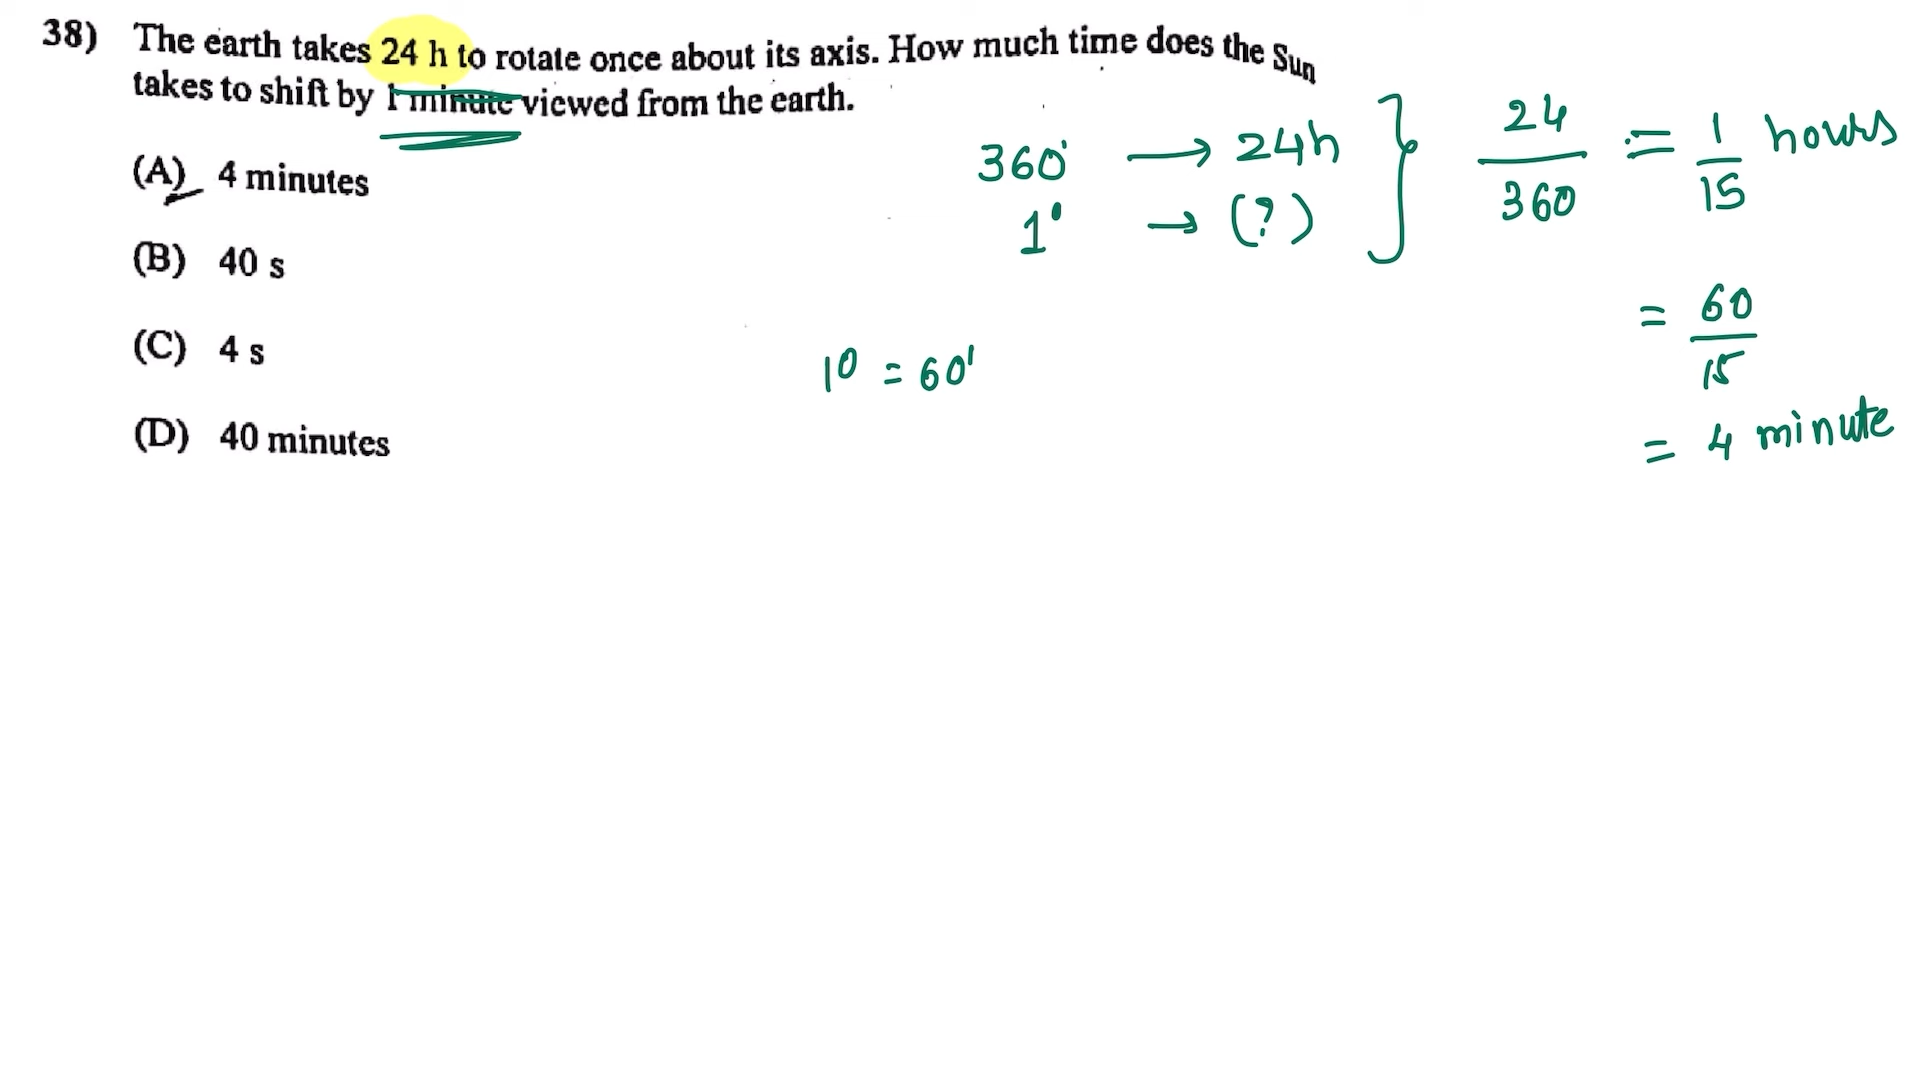 38) The earth takes 24 h to rotate once about its axis. How much time does the Sun
takes to shift by 1 minute viewed from the earth.
(A) 4 minutes
(B) 40 s
(C) 4 s
(D) 40 minutes
360° → 24h } 24/360 = 1/15 hours
1° → (?)
= 60/15
1° = 60'
= 4 minute